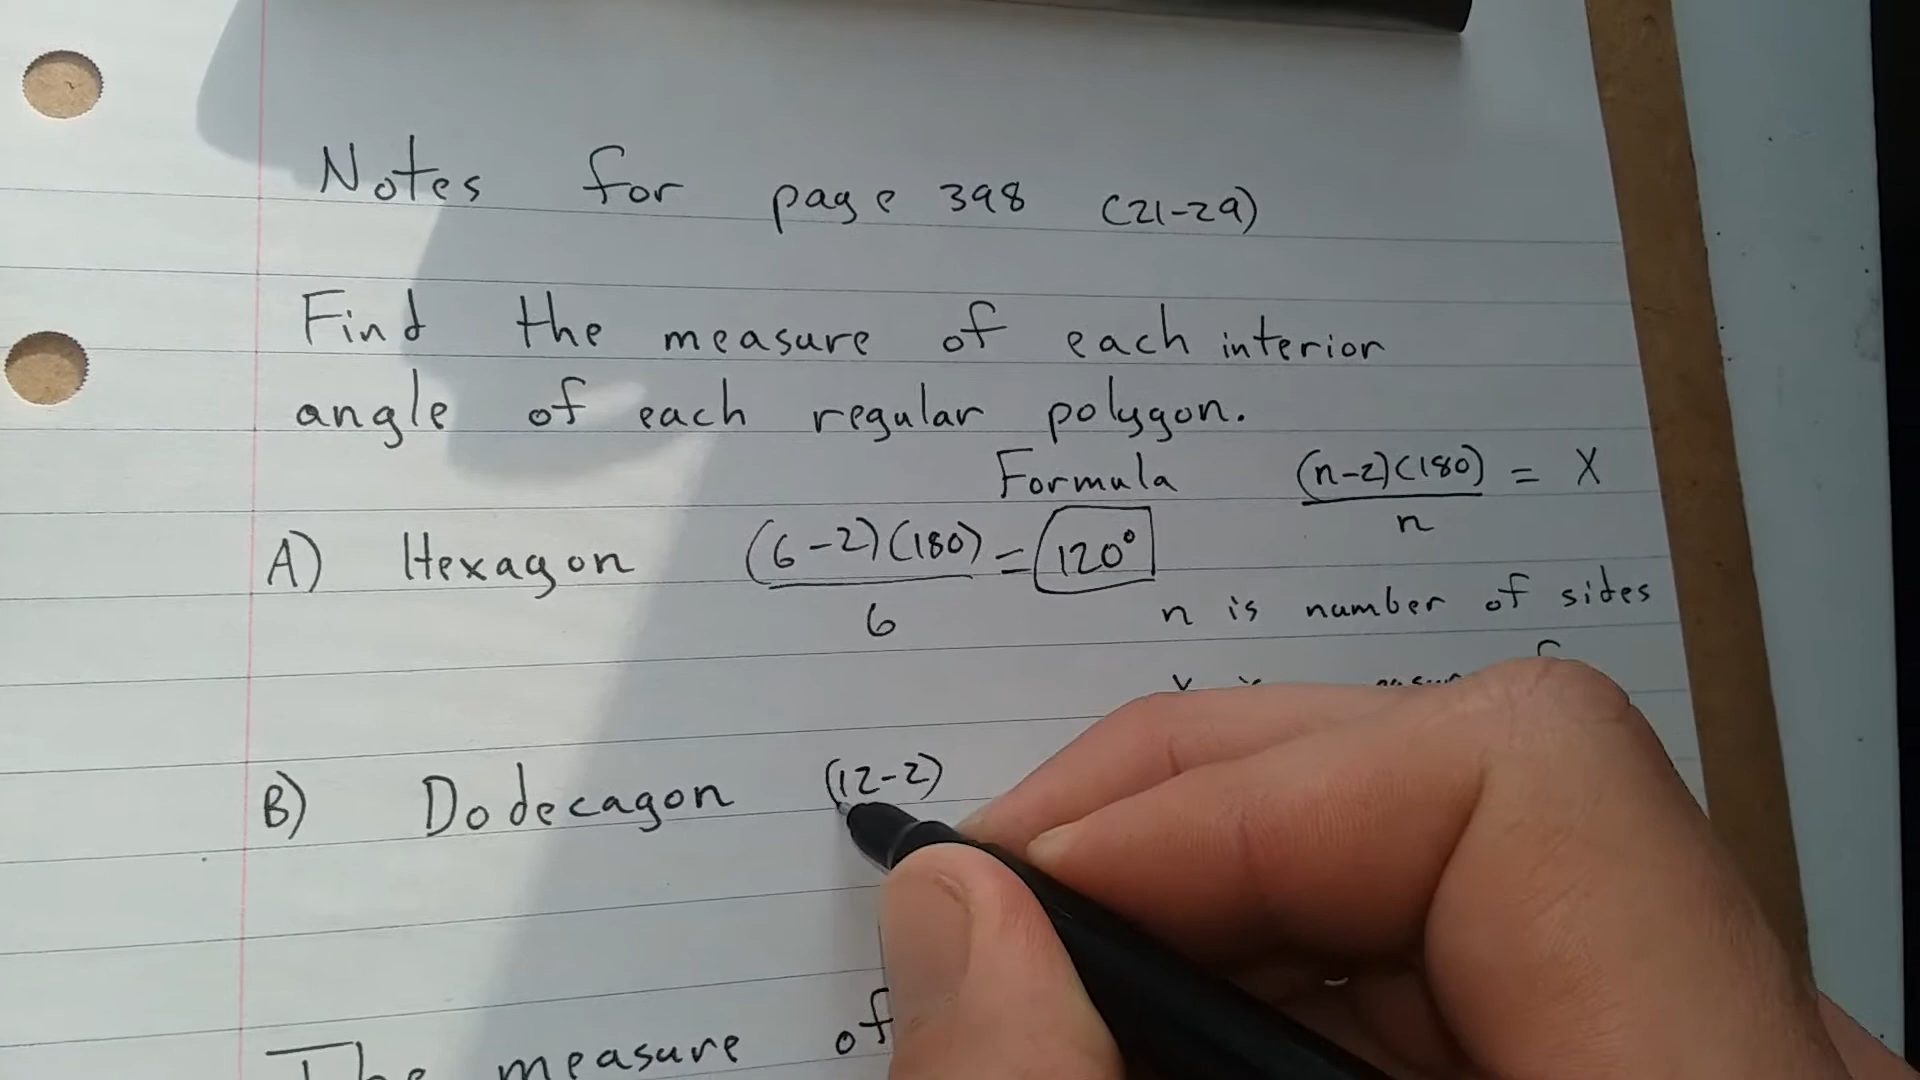 Notes for page 398 (21-29)
Find the measure of each interior
angle of each regular polygon.
Formula (n-2)(180) = X
n
A) Hexagon (6-2)(180) = 120°
6
n is number of sides
B) Dodecagon (12-2)
The measure of